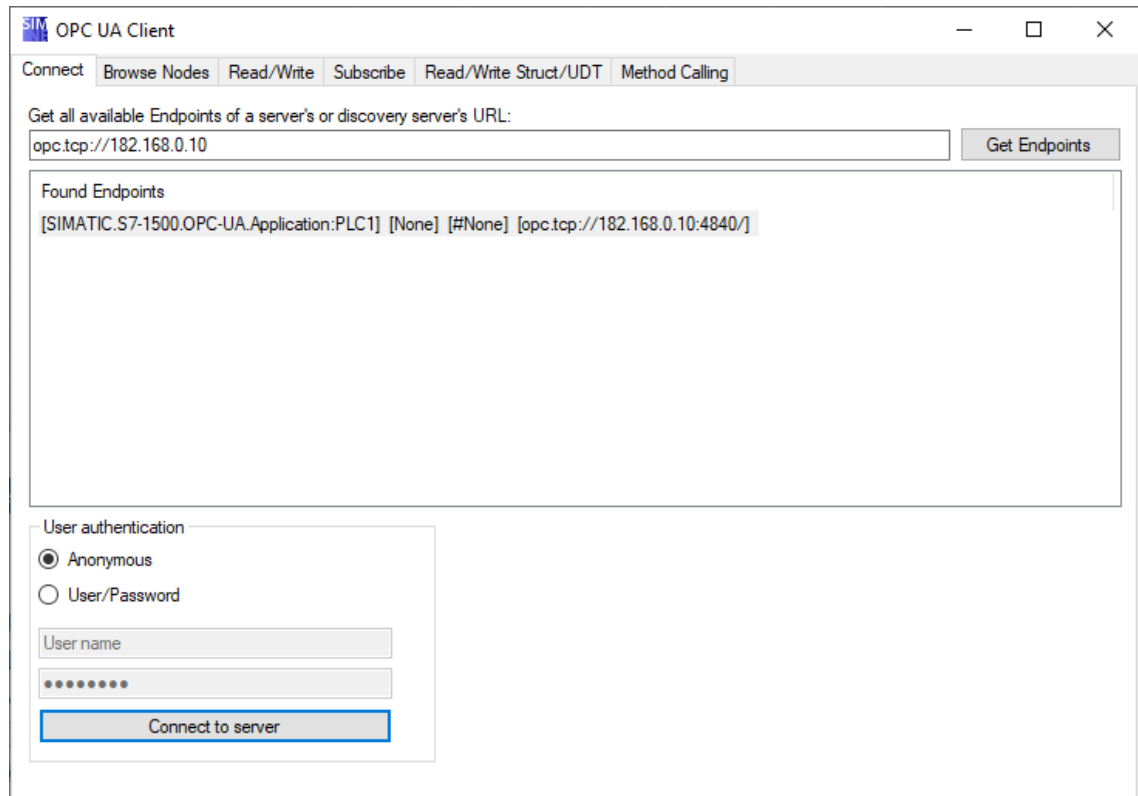 SIM OPC UA Client
Connect Browse Nodes Read/Write Subscribe Read/Write Struct/UDT Method Calling
Get all available Endpoints of a server's or discovery server's URL:
opc.tcp://182.168.0.10 Get Endpoints
Found Endpoints
[SIMATIC.S7-1500.OPC-UA.Application:PLC1] [None] [#None] [opc.tcp://182.168.0.10:4840/]
User authentication
Anonymous
User/Password
User name
Connect to server